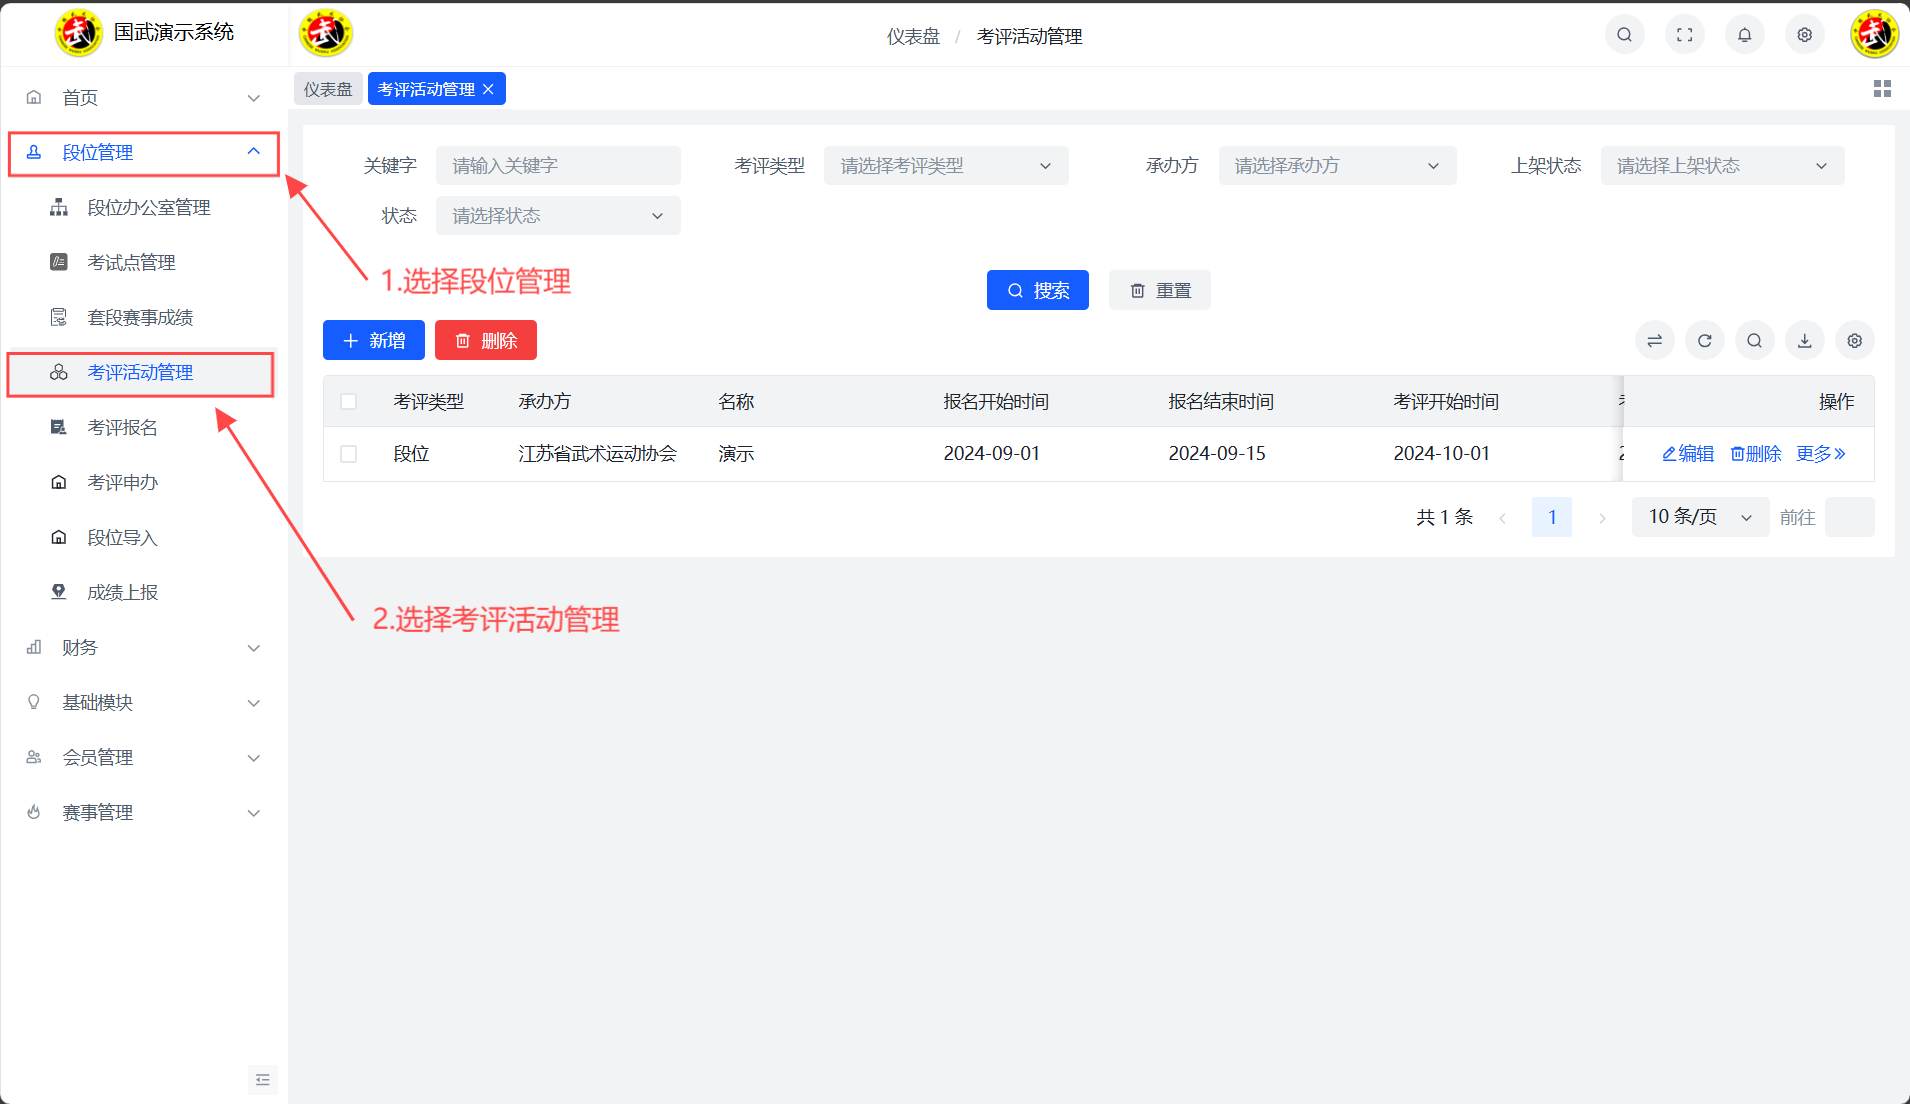 国武演示系统
仪表盘 / 考评活动管理
仪表盘
考评活动管理
首页
段位管理
段位办公室管理
考试点管理
套段赛事成绩
考评活动管理
考评报名
考评申办
段位导入
成绩上报
财务
基础模块
会员管理
赛事管理
关键字 请输入关键字 考评类型 请选择考评类型 承办方 请选择承办方 上架状态 请选择上架状态
状态 请选择状态
1.选择段位管理
搜索 重置
新增 删除
考评类型 承办方 名称 报名开始时间 报名结束时间 考评开始时间 操作
段位 江苏省武术运动协会 演示 2024-09-01 2024-09-15 2024-10-01 编辑 删除 更多
共 1 条 1 10 条/页 前往
2.选择考评活动管理